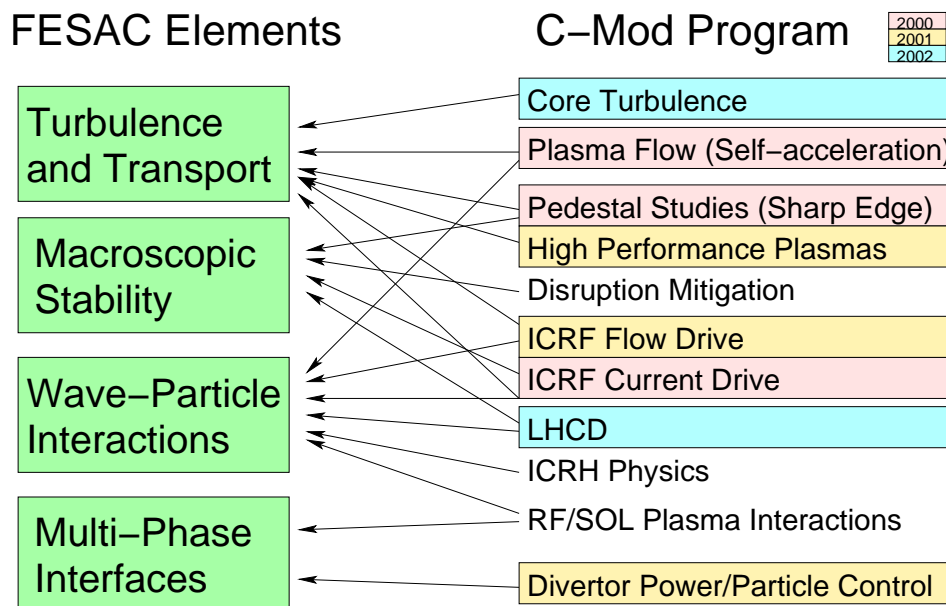 FESAC Elements
C−Mod Program
2000
2001
2002
Turbulence
and Transport
Macroscopic
Stability
Wave−Particle
Interactions
Multi−Phase
Interfaces
Core Turbulence
Plasma Flow (Self−acceleration)
Pedestal Studies (Sharp Edge)
High Performance Plasmas
Disruption Mitigation
ICRF Flow Drive
ICRF Current Drive
LHCD
ICRH Physics
RF/SOL Plasma Interactions
Divertor Power/Particle Control